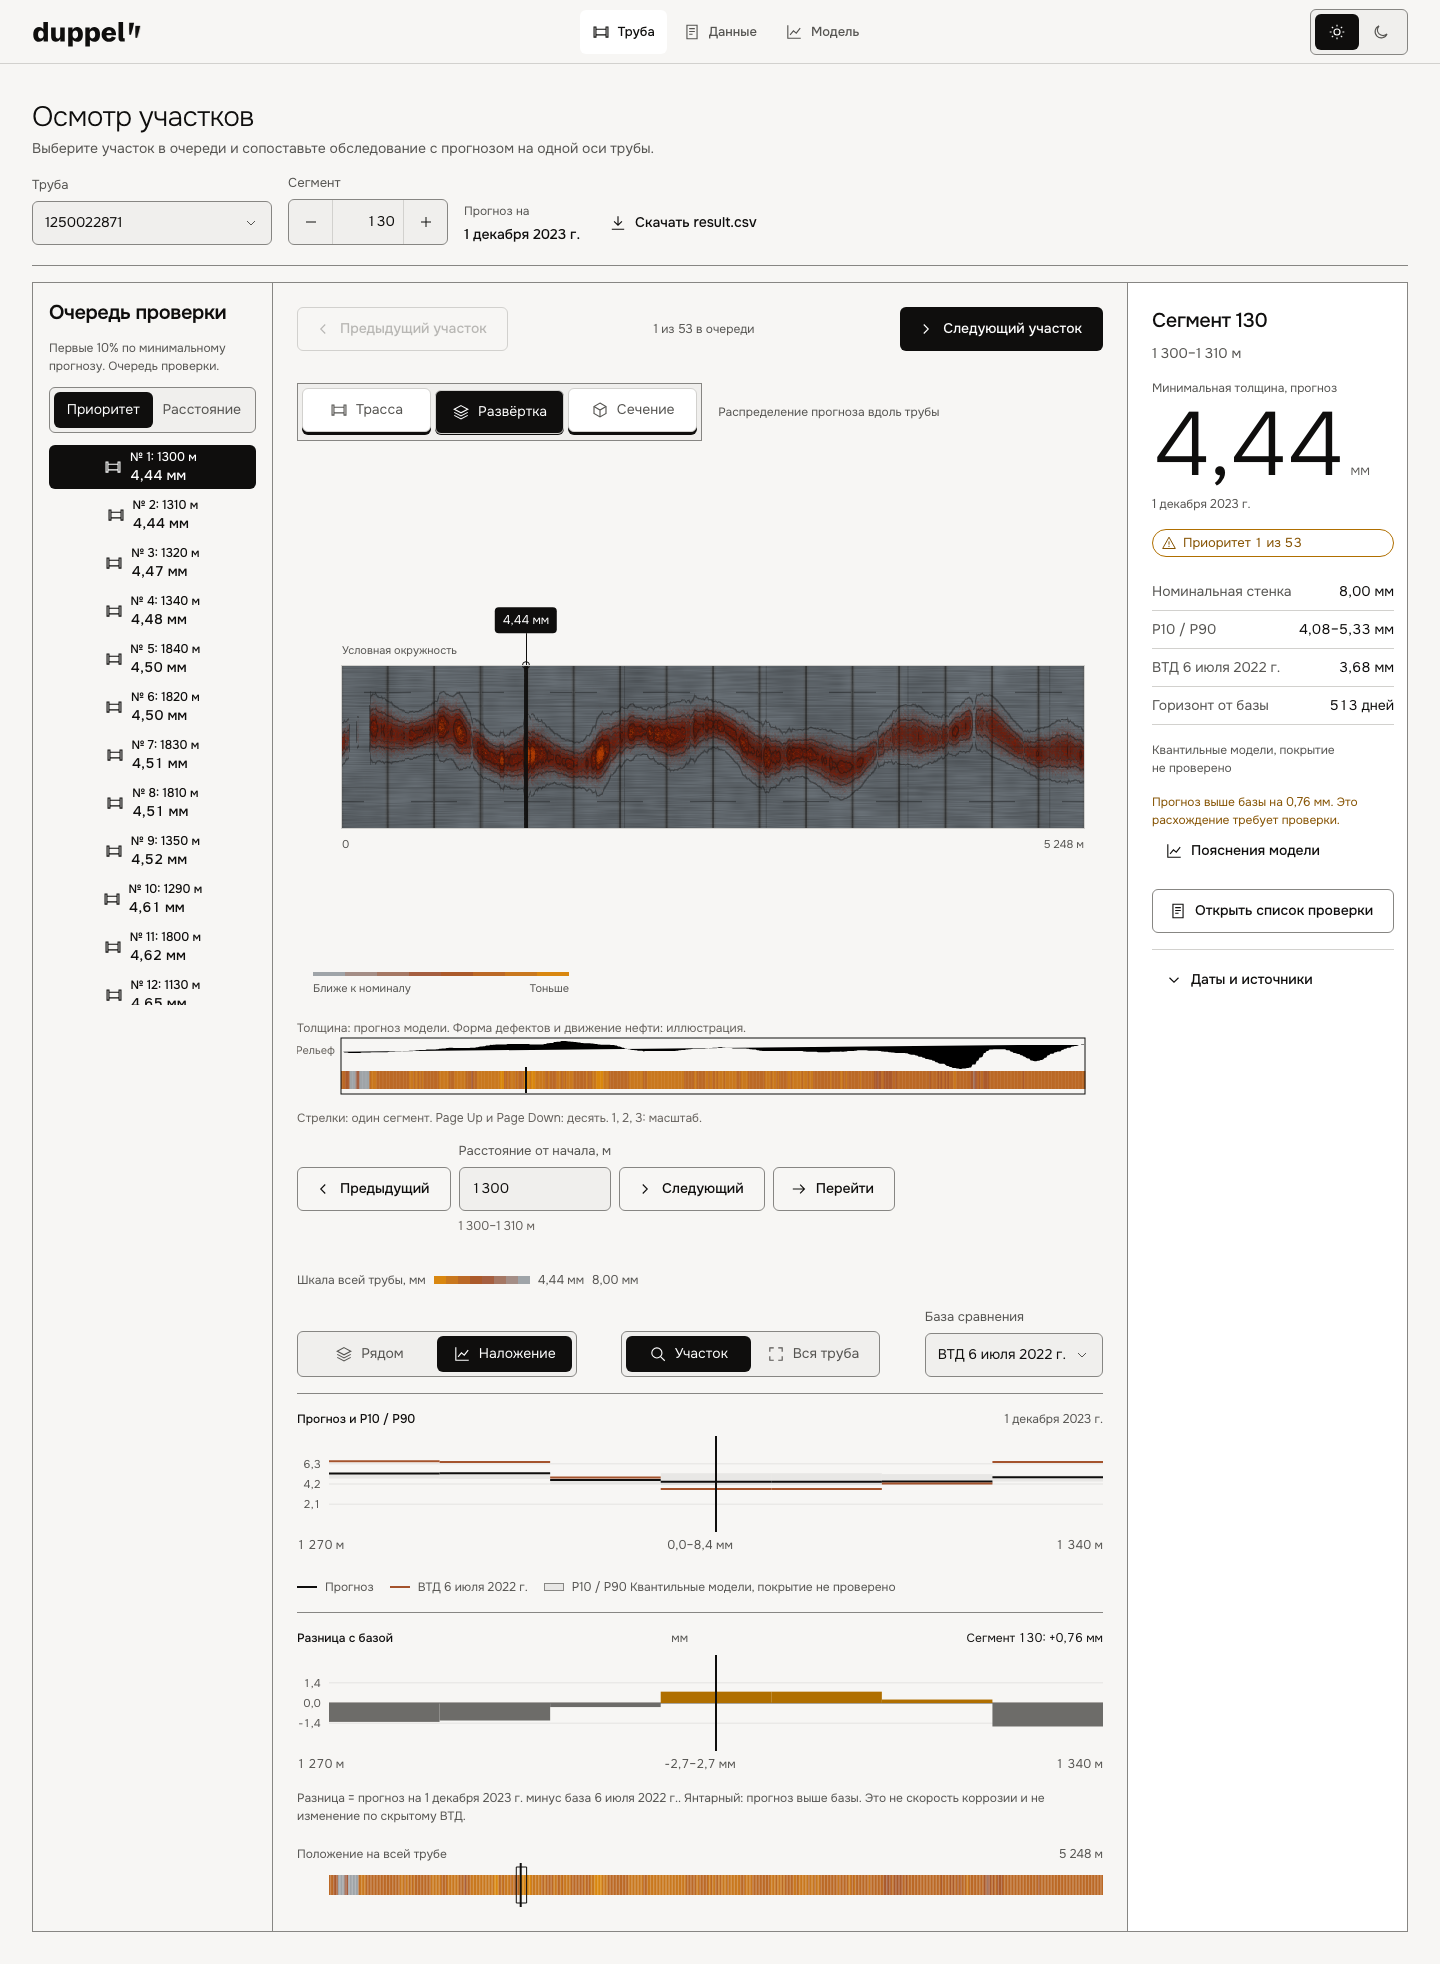 duppel
Труба
Данные
Модель
Осмотр участков
Выберите участок в очереди и сопоставьте обследование с прогнозом на одной оси трубы.
Труба
1250022871
Сегмент
130
Прогноз на
1 декабря 2023 г.
Скачать result.csv
Очередь проверки
Первые 10% по минимальному
прогнозу. Очередь проверки.
Приоритет
Расстояние
№ 1: 1300 м
4,44 мм
№ 2: 1310 м
4,44 мм
№ 3: 1320 м
4,47 мм
№ 4: 1340 м
4,48 мм
№ 5: 1840 м
4,50 мм
№ 6: 1820 м
4,50 мм
№ 7: 1830 м
4,51 мм
№ 8: 1810 м
4,51 мм
№ 9: 1350 м
4,52 мм
№ 10: 1290 м
4,61 мм
№ 11: 1800 м
4,62 мм
№ 12: 1130 м
4,65 мм
Предыдущий участок
1 из 53 в очереди
Следующий участок
Трасса
Развёртка
Сечение
Распределение прогноза вдоль трубы
4,44 мм
Условная окружность
0
5 248 м
Ближе к номиналу
Тоньше
Толщина: прогноз модели. Форма дефектов и движение нефти: иллюстрация.
Рельеф
Стрелки: один сегмент. Page Up и Page Down: десять. 1, 2, 3: масштаб.
Расстояние от начала, м
Предыдущий
1 300
Следующий
Перейти
1 300–1 310 м
Шкала всей трубы, мм
4,44 мм
8,00 мм
База сравнения
Рядом
Наложение
Участок
Вся труба
ВТД 6 июля 2022 г.
Прогноз и P10 / P90
1 декабря 2023 г.
6,3
4,2
2,1
1 270 м
0,0–8,4 мм
1 340 м
Прогноз
ВТД 6 июля 2022 г.
P10 / P90 Квантильные модели, покрытие не проверено
Разница с базой
мм
Сегмент 130: +0,76 мм
1,4
0,0
-1,4
1 270 м
-2,7–2,7 мм
1 340 м
Разница = прогноз на 1 декабря 2023 г. минус база 6 июля 2022 г.. Янтарный: прогноз выше базы. Это не скорость коррозии и не
изменение по скрытому ВТД.
Положение на всей трубе
5 248 м
Сегмент 130
1 300–1 310 м
Минимальная толщина, прогноз
4,44 мм
1 декабря 2023 г.
Приоритет 1 из 53
Номинальная стенка
8,00 мм
P10 / P90
4,08–5,33 мм
ВТД 6 июля 2022 г.
3,68 мм
Горизонт от базы
513 дней
Квантильные модели, покрытие
не проверено
Прогноз выше базы на 0,76 мм. Это
расхождение требует проверки.
Пояснения модели
Открыть список проверки
Даты и источники